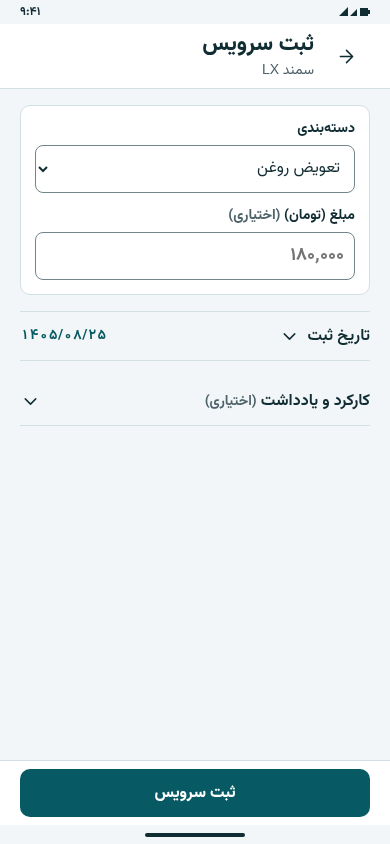 ۹:۴۱
ثبت سرویس
سمند LX
دسته‌بندی
تعویض روغن
مبلغ (تومان) (اختیاری)
۱۸۰,۰۰۰
تاریخ ثبت
۱۴۰۵/۰۸/۲۵
کارکرد و یادداشت (اختیاری)
ثبت سرویس